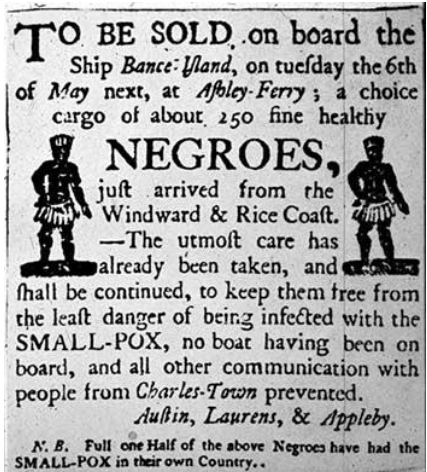 TO BE SOLD, on board the
Ship Bance-Yſland, on tueſday the 6th
of May next, at Aſhley-Ferry; a choice
cargo of about 250 fine healthy
NEGROES,
juſt arrived from the
Windward & Rice Coaſt.
—The utmoſt care has
already been taken, and
ſhall be continued, to keep them free from
the leaſt danger of being infected with the
SMALL-POX, no boat having been on
board, and all other communication with
people from Charles-Town prevented.
Auſtin, Laurens, & Appleby.
N. B. Full one Half of the above Negroes have had the
SMALL-POX in their own Country..